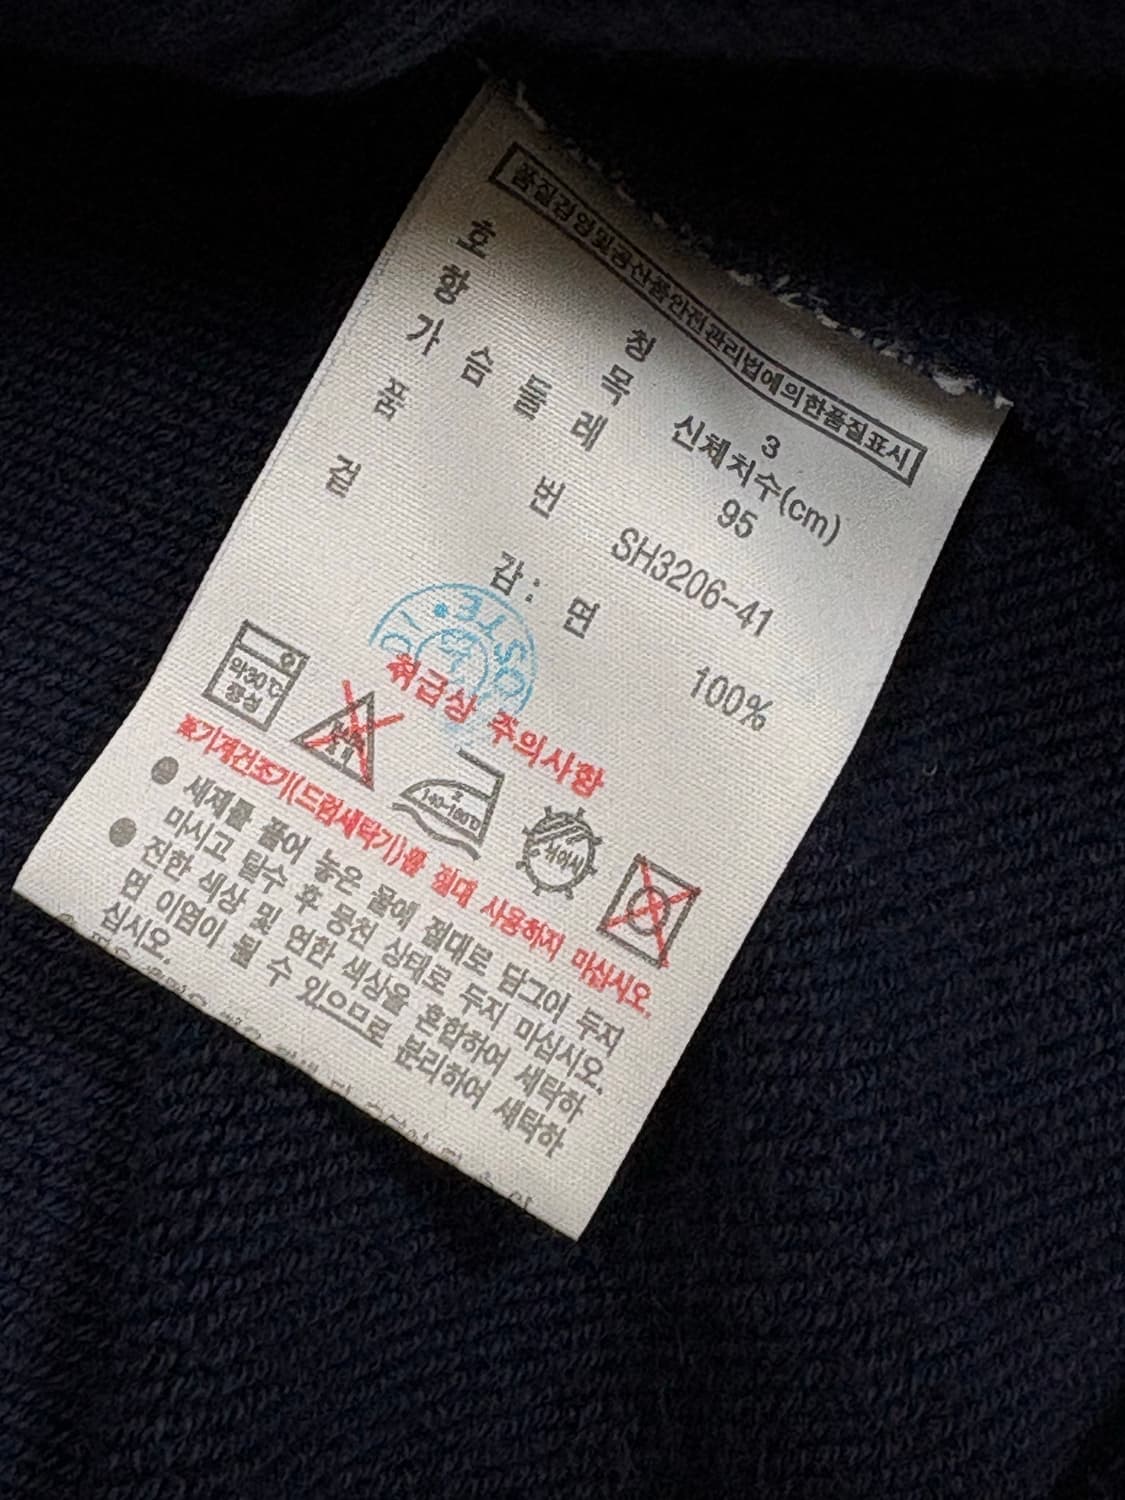 품질경영및공산품안전관리법에의한품질표시
호 칭 3
항 목 신체치수(cm)
가 슴 둘 레 95
품 번 SH3206-41
겉 감: 면 100%
취급상 주의사항
약30℃
중성
140~160℃
※기계건조기(드럼세탁기)를 절대 사용하지 마십시오.
● 세제를 풀어 놓은 물에 절대로 담그어 두지
마시고 탈수 후 뭉친 상태로 두지 마십시오.
● 진한 색상 및 연한 색상을 혼합하여 세탁하
면 이염이 될 수 있으므로 분리하여 세탁하
십시오.